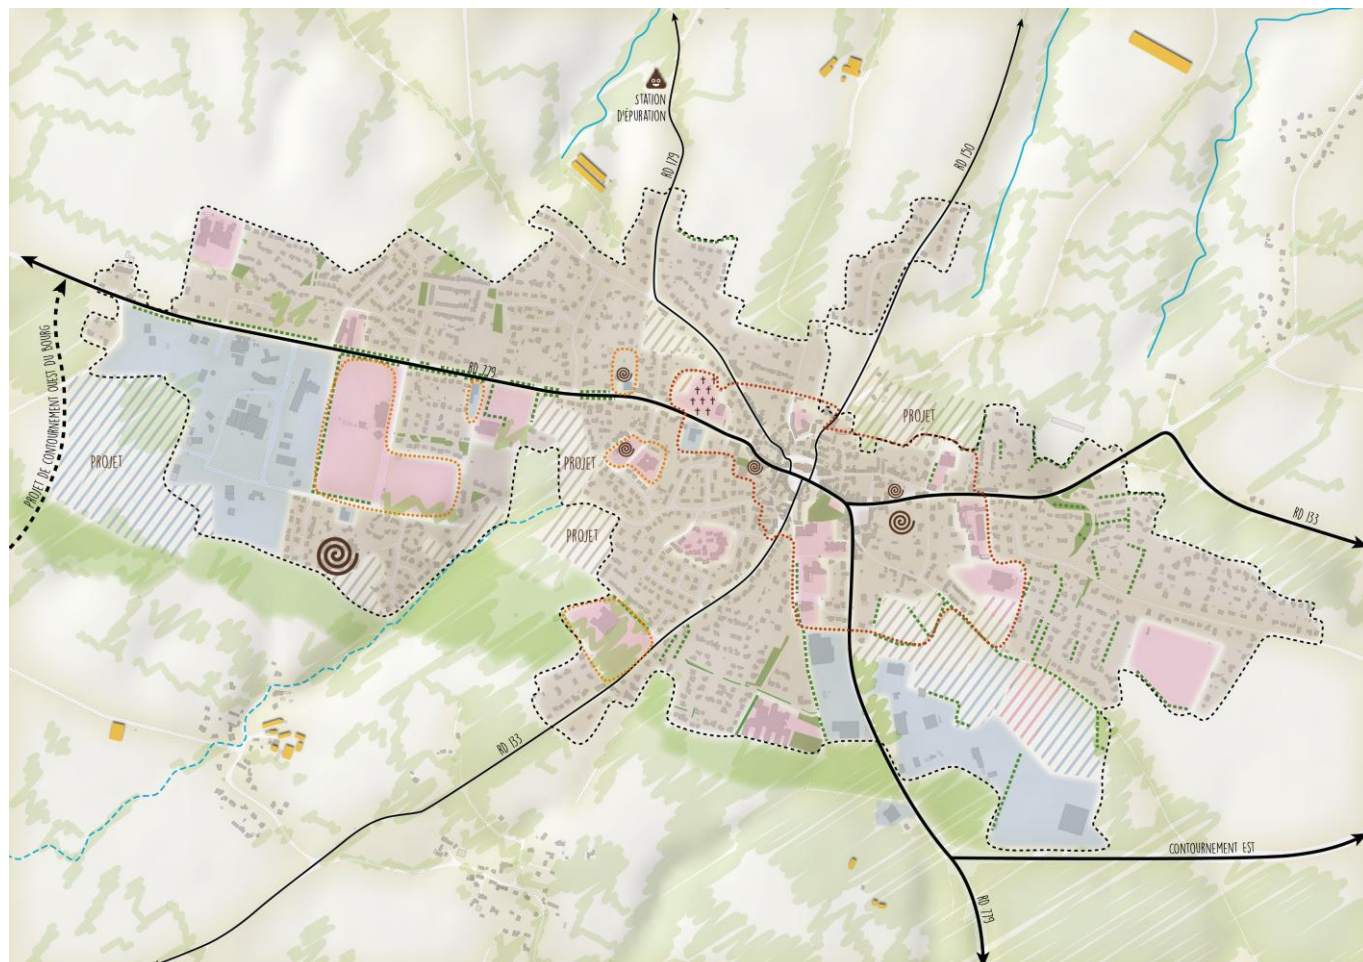 STATION
D'ÉPURATION
RD 179
RD 150
PROJET DE CONTOURNEMENT OUEST DU BOURG
RD 779
PROJET
PROJET
PROJET
PROJET
RD 133
RD 133
CONTOURNEMENT EST
RD 779